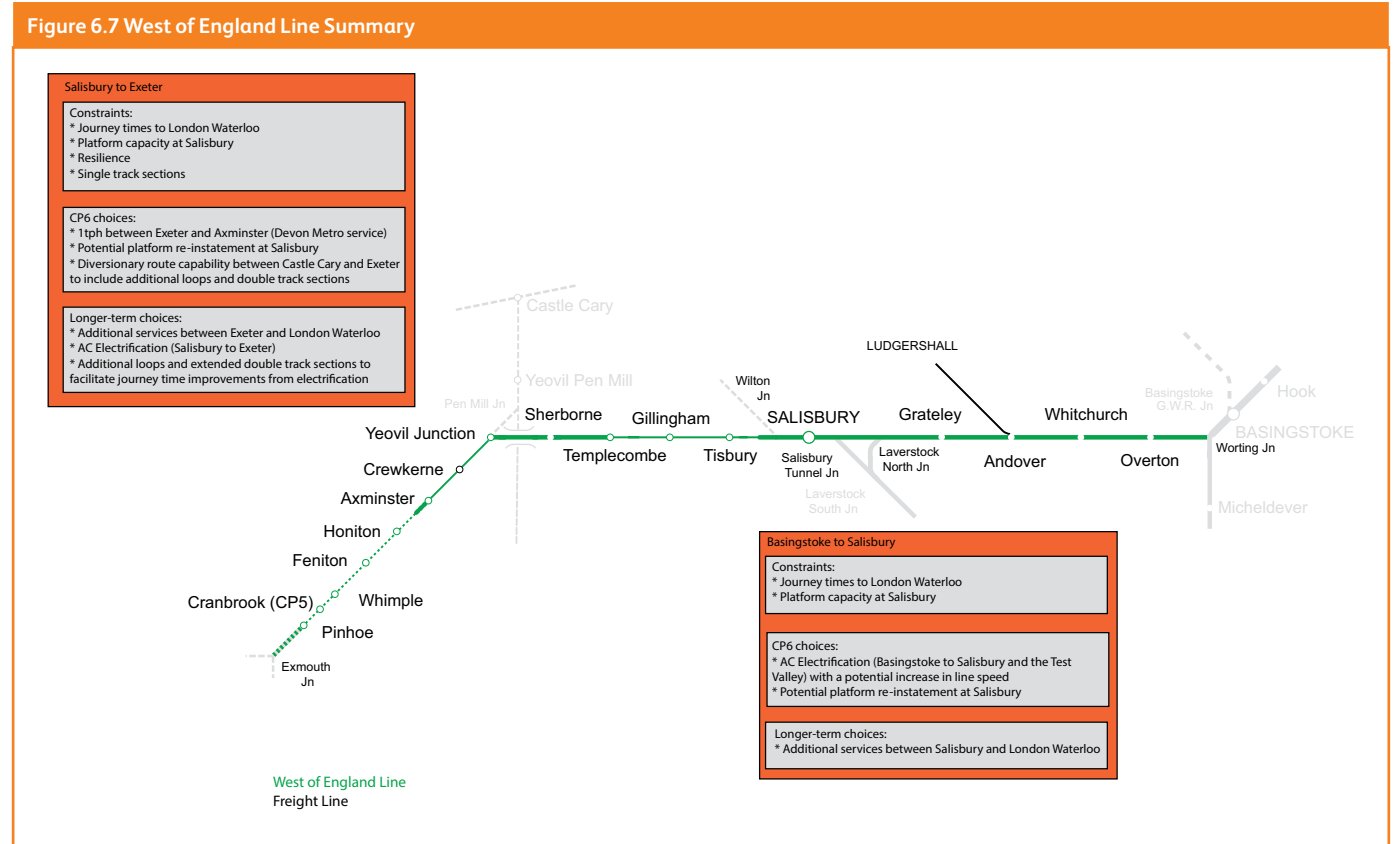 Figure 6.7 West of England Line Summary
Salisbury to Exeter
Constraints:
* Journey times to London Waterloo
* Platform capacity at Salisbury
* Resilience
* Single track sections
CP6 choices:
* 1tph between Exeter and Axminster (Devon Metro service)
* Potential platform re-instatement at Salisbury
* Diversionary route capability between Castle Cary and Exeter
to include additional loops and double track sections
Longer-term choices:
* Additional services between Exeter and London Waterloo
* AC Electrification (Salisbury to Exeter)
* Additional loops and extended double track sections to
facilitate journey time improvements from electrification
Castle Cary
Yeovil Pen Mill
Pen Mill Jn
LUDGERSHALL
Wilton
Jn
Basingstoke
G.W.R. Jn
Hook
BASINGSTOKE
Yeovil Junction
Sherborne
Templecombe
Gillingham
Tisbury
SALISBURY
Salisbury
Tunnel Jn
Laverstock
North Jn
Laverstock
South Jn
Grateley
Andover
Whitchurch
Overton
Worting Jn
Micheldever
Crewkerne
Axminster
Honiton
Feniton
Whimple
Cranbrook (CP5)
Pinhoe
Exmouth
Jn
Basingstoke to Salisbury
Constraints:
* Journey times to London Waterloo
* Platform capacity at Salisbury
CP6 choices:
* AC Electrification (Basingstoke to Salisbury and the Test
Valley) with a potential increase in line speed
* Potential platform re-instatement at Salisbury
Longer-term choices:
* Additional services between Salisbury and London Waterloo
West of England Line
Freight Line